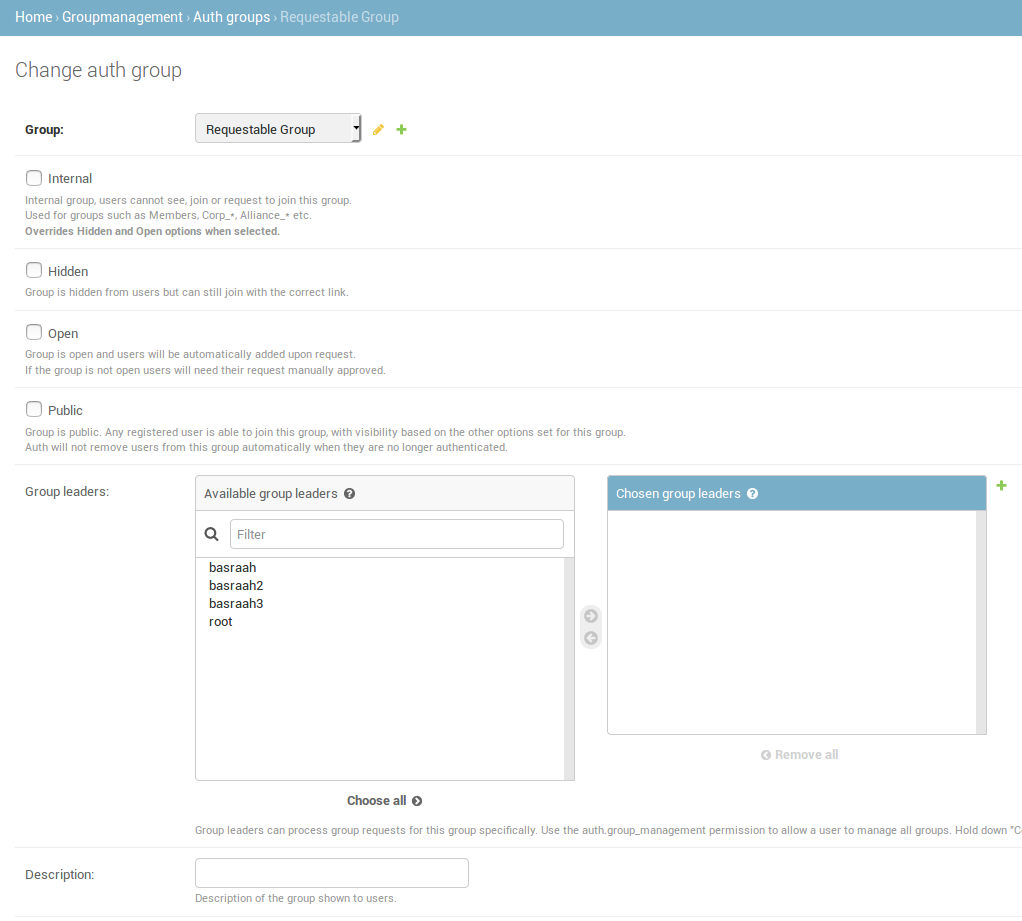 Home › Groupmanagement › Auth groups › Requestable Group
Change auth group
Group:
Requestable Group
Internal
Internal group, users cannot see, join or request to join this group.
Used for groups such as Members, Corp_*, Alliance_* etc.
Overrides Hidden and Open options when selected.
Hidden
Group is hidden from users but can still join with the correct link.
Open
Group is open and users will be automatically added upon request.
If the group is not open users will need their request manually approved.
Public
Group is public. Any registered user is able to join this group, with visibility based on the other options set for this group.
Auth will not remove users from this group automatically when they are no longer authenticated.
Group leaders:
Available group leaders
Filter
basraah
basraah2
basraah3
root
Choose all
Chosen group leaders
Remove all
Group leaders can process group requests for this group specifically. Use the auth.group_management permission to allow a user to manage all groups. Hold down "C
Description:
Description of the group shown to users.